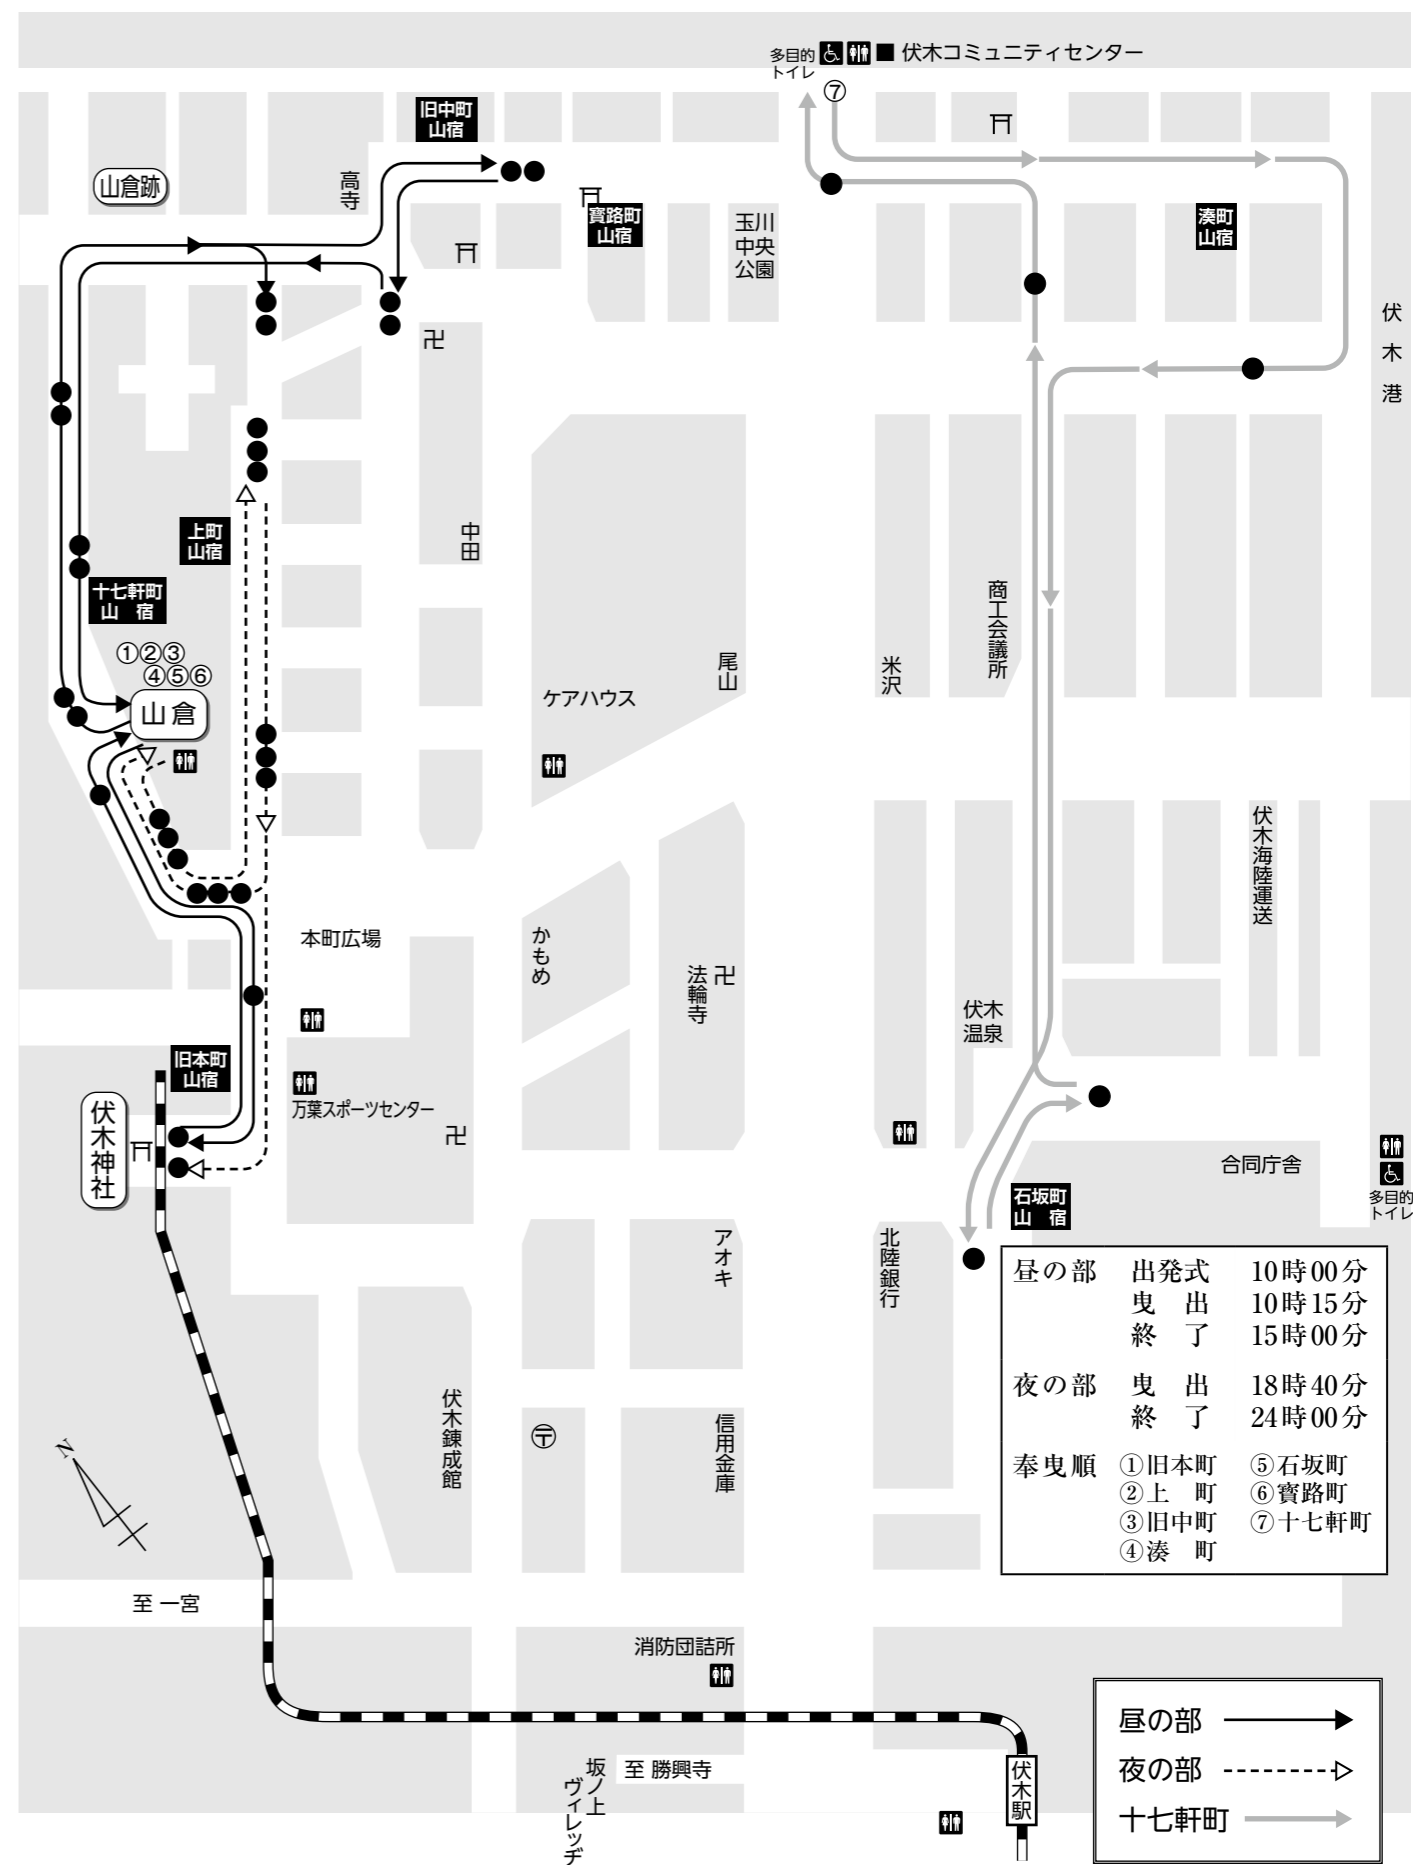 多目的
トイレ
■ 伏木コミュニティセンター
⑦
旧中町
山宿
山倉跡
高寺
寳路町
山宿
玉川
中央
公園
湊町
山宿
伏木港
上町
山宿
十七軒町
山　宿
①②③
④⑤⑥
山倉
中田
尾山
米沢
商工会議所
ケアハウス
伏木海陸運送
本町広場
かもめ
法輪寺
伏木
温泉
旧本町
山宿
伏木神社
万葉スポーツセンター
合同庁舎
多目的
トイレ
石坂町
山　宿
アオキ
北陸銀行
昼の部　出発式　10時00分
曳　出　10時15分
終　了　15時00分
夜の部　曳　出　18時40分
終　了　24時00分
奉曳順　①旧本町　⑤石坂町
②上　町　⑥寳路町
③旧中町　⑦十七軒町
④湊　町
伏木錬成館
信用金庫
N
至 一宮
消防団詰所
至 勝興寺
坂ノ上
ヴィレッヂ
伏木駅
昼の部
夜の部
十七軒町